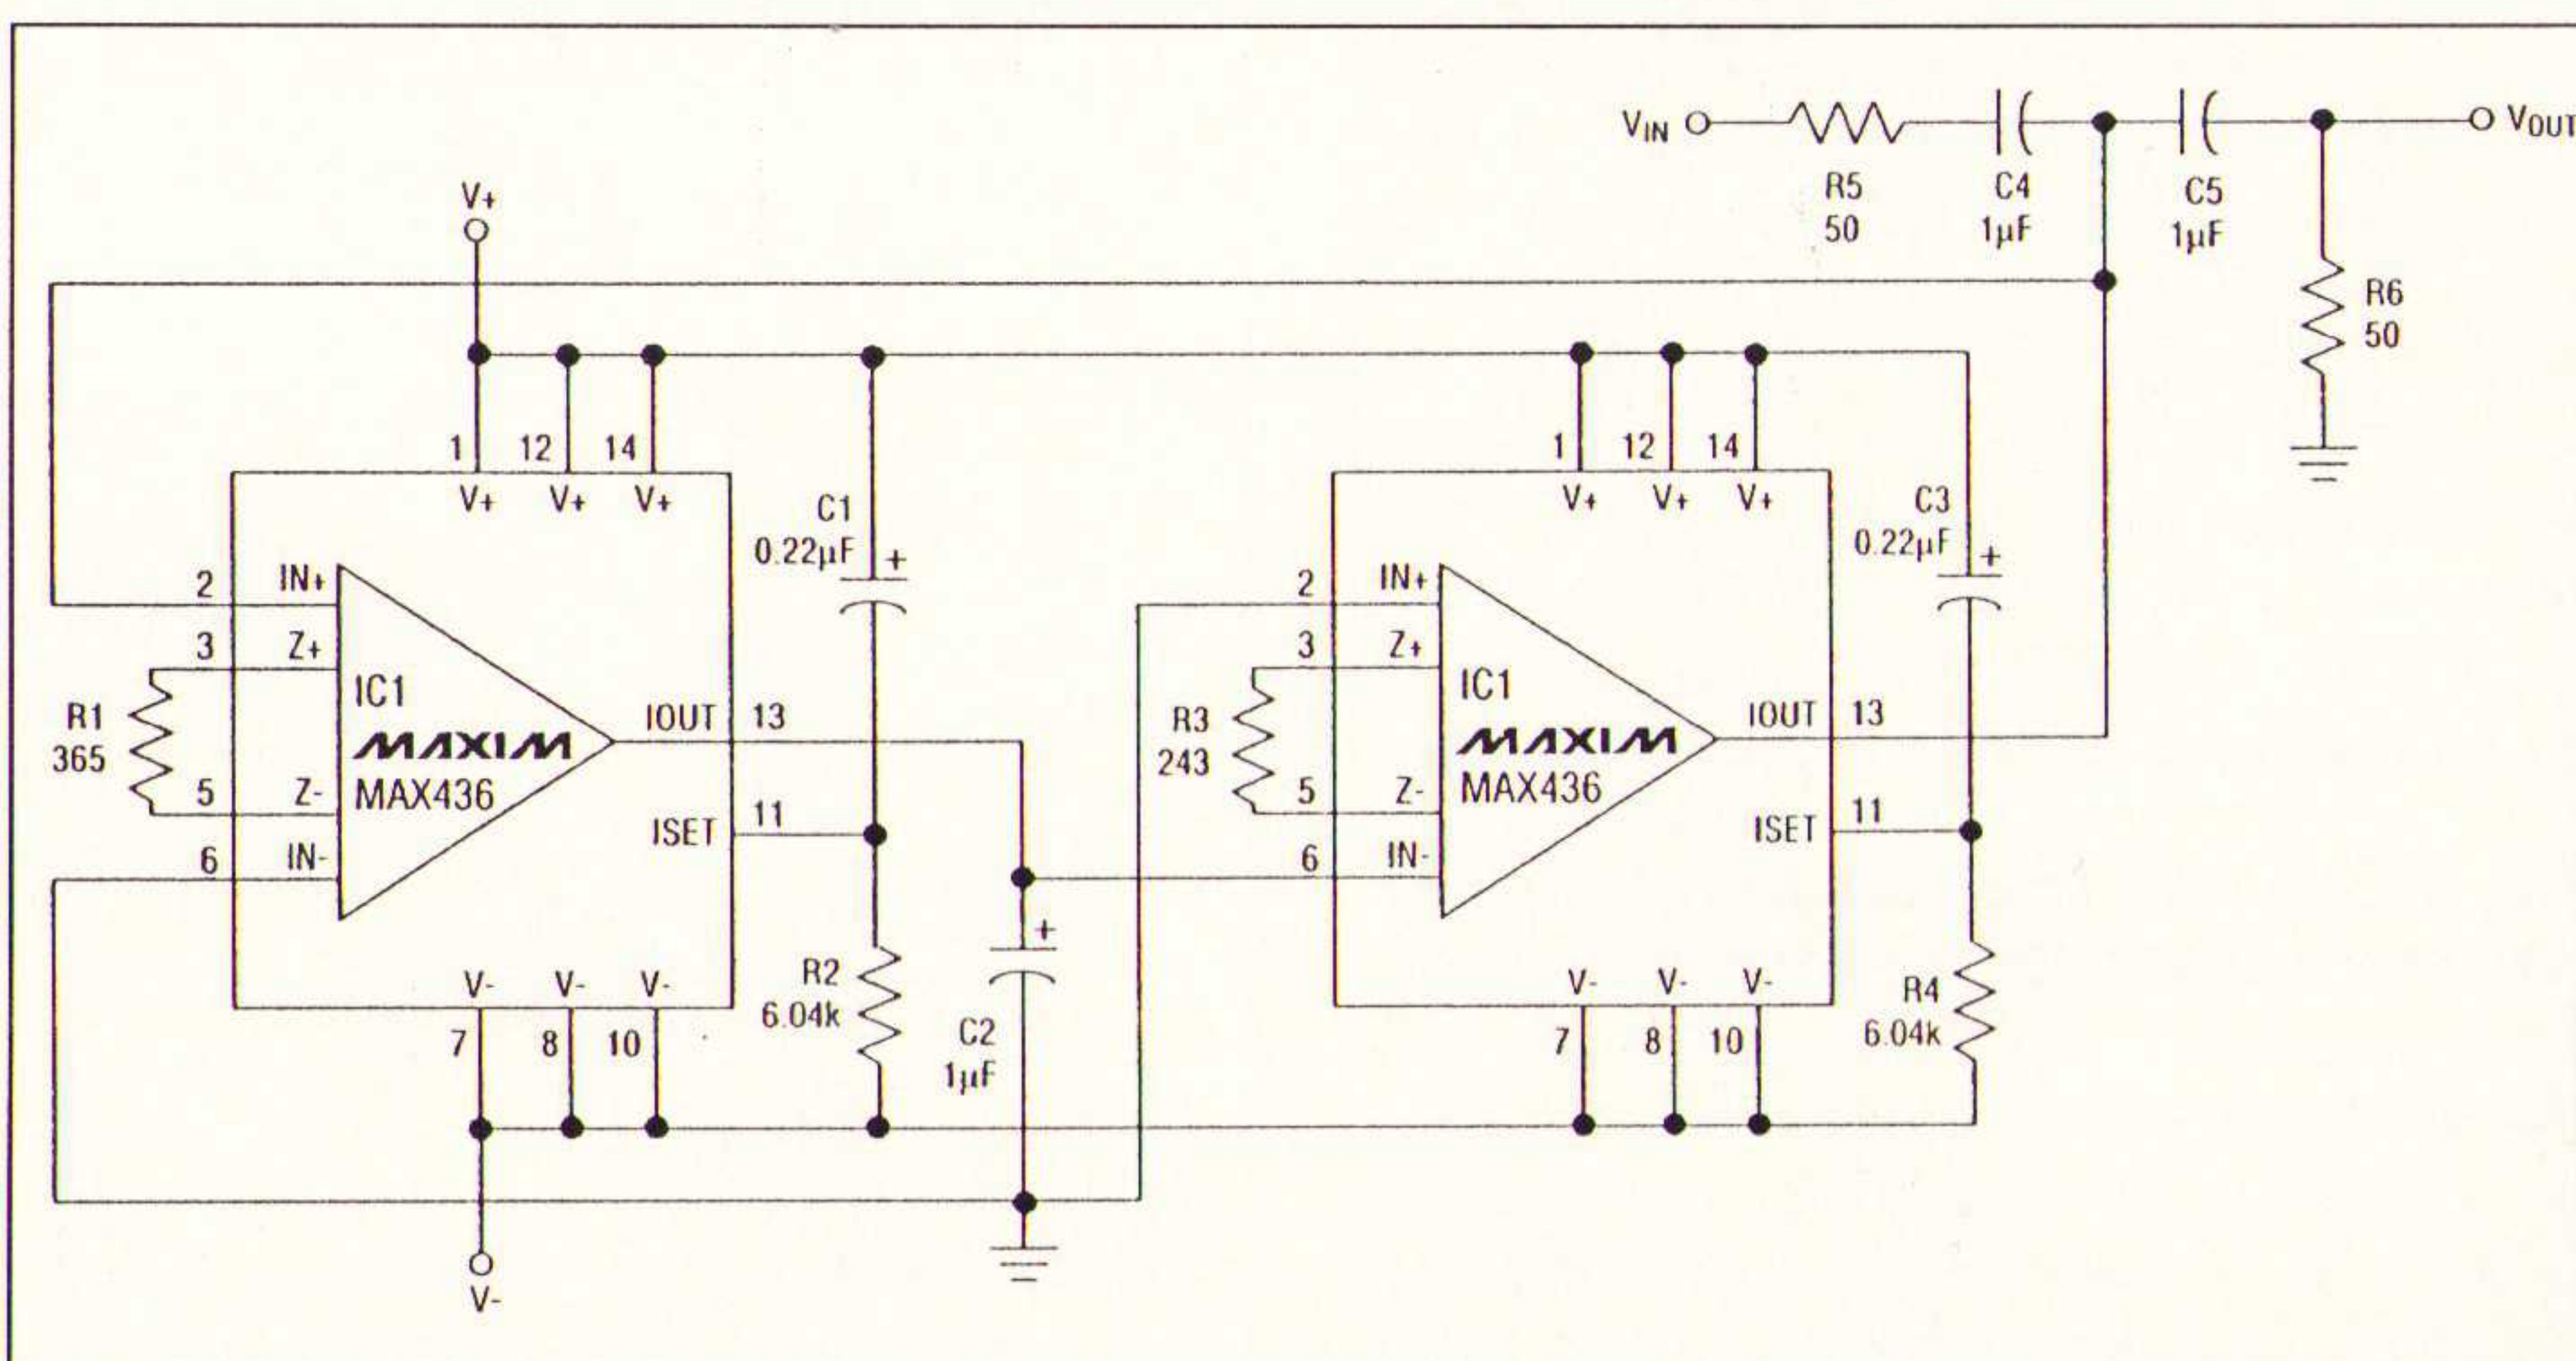 VIN
R5
50
C4
1µF
C5
1µF
VOUT
R6
50
V+
1
12
14
V+
V+
V+
2
IN+
3
Z+
R1
365
IC1
MAXIM
MAX436
5
Z-
6
IN-
IOUT
13
ISET
11
C1
0.22µF
+
R2
6.04k
V-
V-
V-
7
8
10
V-
+
C2
1µF
1
12
14
V+
V+
V+
2
IN+
3
Z+
R3
243
IC1
MAXIM
MAX436
5
Z-
6
IN-
IOUT
13
ISET
11
C3
0.22µF
+
R4
6.04k
V-
V-
V-
7
8
10